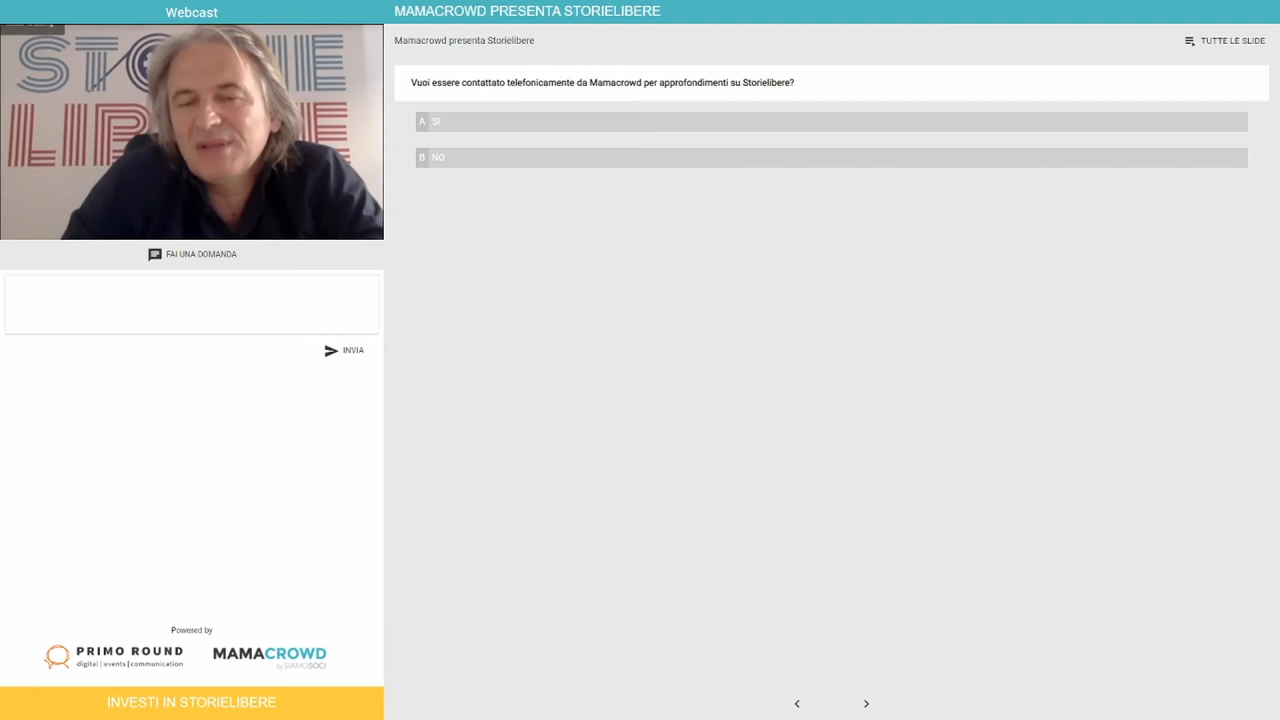 Webcast
MAMACROWD PRESENTA STORIELIBERE
Mamacrowd presenta Storielibere
TUTTE LE SLIDE
Vuoi essere contattato telefonicamente da Mamacrowd per approfondimenti su Storielibere?
A SI
B NO
FAI UNA DOMANDA
INVIA
Powered by
PRIMO ROUND
digital | events | communication
MAMACROWD
by SIAMOSOCI
INVESTI IN STORIELIBERE